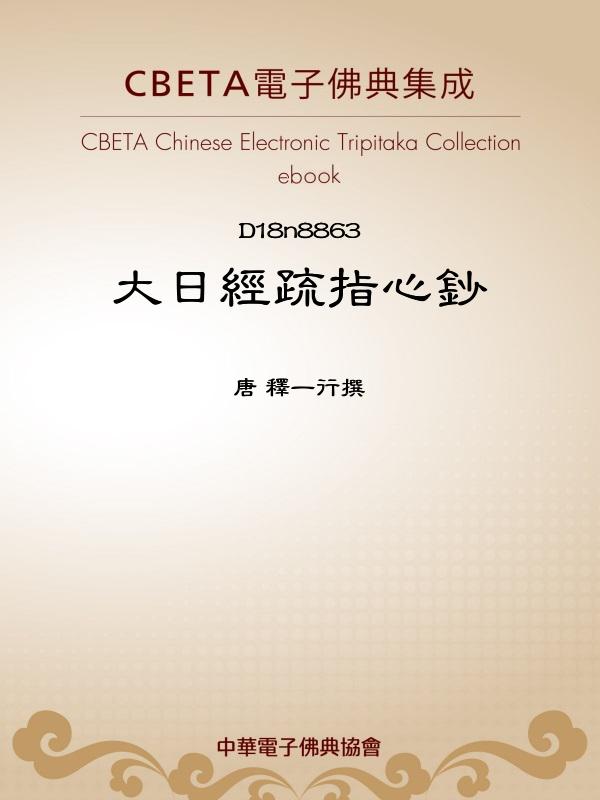 CBETA電子佛典集成
CBETA Chinese Electronic Tripitaka Collection
ebook
D18n8863
大日經疏指心鈔
唐 釋一行撰
中華電子佛典協會